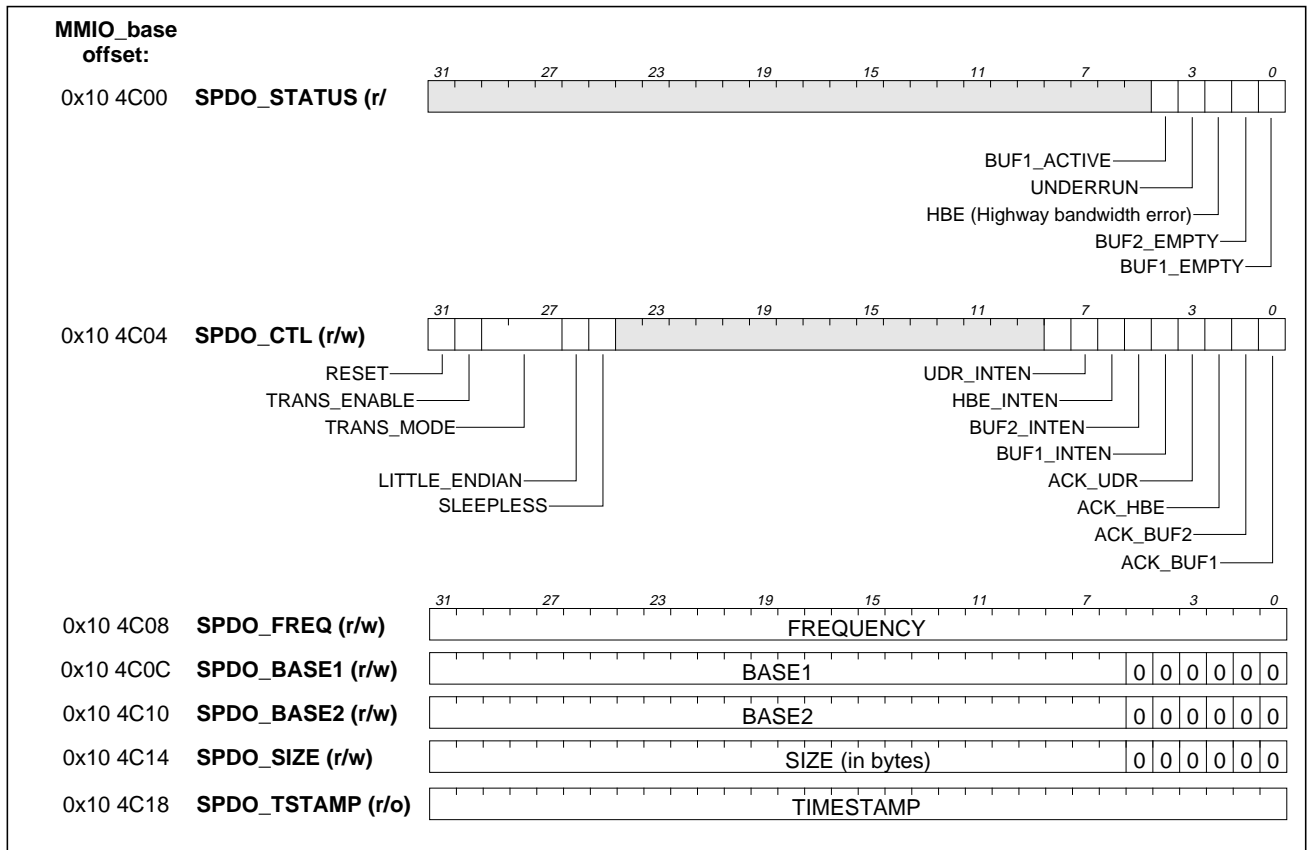 MMIO_base
offset:
31 27 23 19 15 11 7 3 0
0x10 4C00 SPDO_STATUS (r/
BUF1_ACTIVE
UNDERRUN
HBE (Highway bandwidth error)
BUF2_EMPTY
BUF1_EMPTY
31 27 23 19 15 11 7 3 0
0x10 4C04 SPDO_CTL (r/w)
RESET UDR_INTEN
TRANS_ENABLE HBE_INTEN
TRANS_MODE BUF2_INTEN
BUF1_INTEN
LITTLE_ENDIAN ACK_UDR
SLEEPLESS ACK_HBE
ACK_BUF2
ACK_BUF1
31 27 23 19 15 11 7 3 0
0x10 4C08 SPDO_FREQ (r/w) FREQUENCY
0x10 4C0C SPDO_BASE1 (r/w) BASE1 0 0 0 0 0 0
0x10 4C10 SPDO_BASE2 (r/w) BASE2 0 0 0 0 0 0
0x10 4C14 SPDO_SIZE (r/w) SIZE (in bytes) 0 0 0 0 0 0
0x10 4C18 SPDO_TSTAMP (r/o) TIMESTAMP